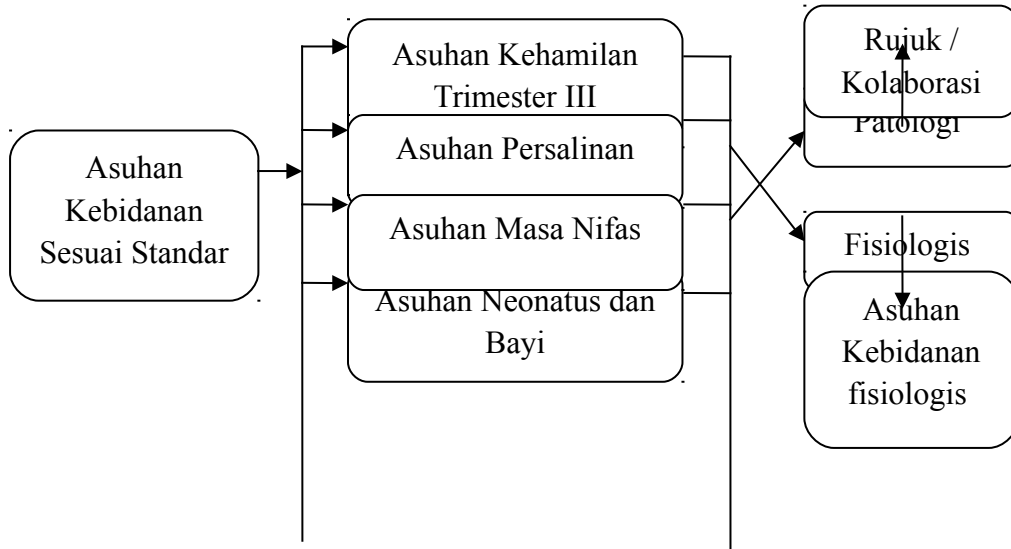 Asuhan
Kebidanan
Sesuai Standar
Asuhan Kehamilan
Trimester III
Asuhan Persalinan
Asuhan Masa Nifas
Asuhan Neonatus dan
Bayi
Rujuk /
Kolaborasi
Patologi
Fisiologis
Asuhan
Kebidanan
fisiologis